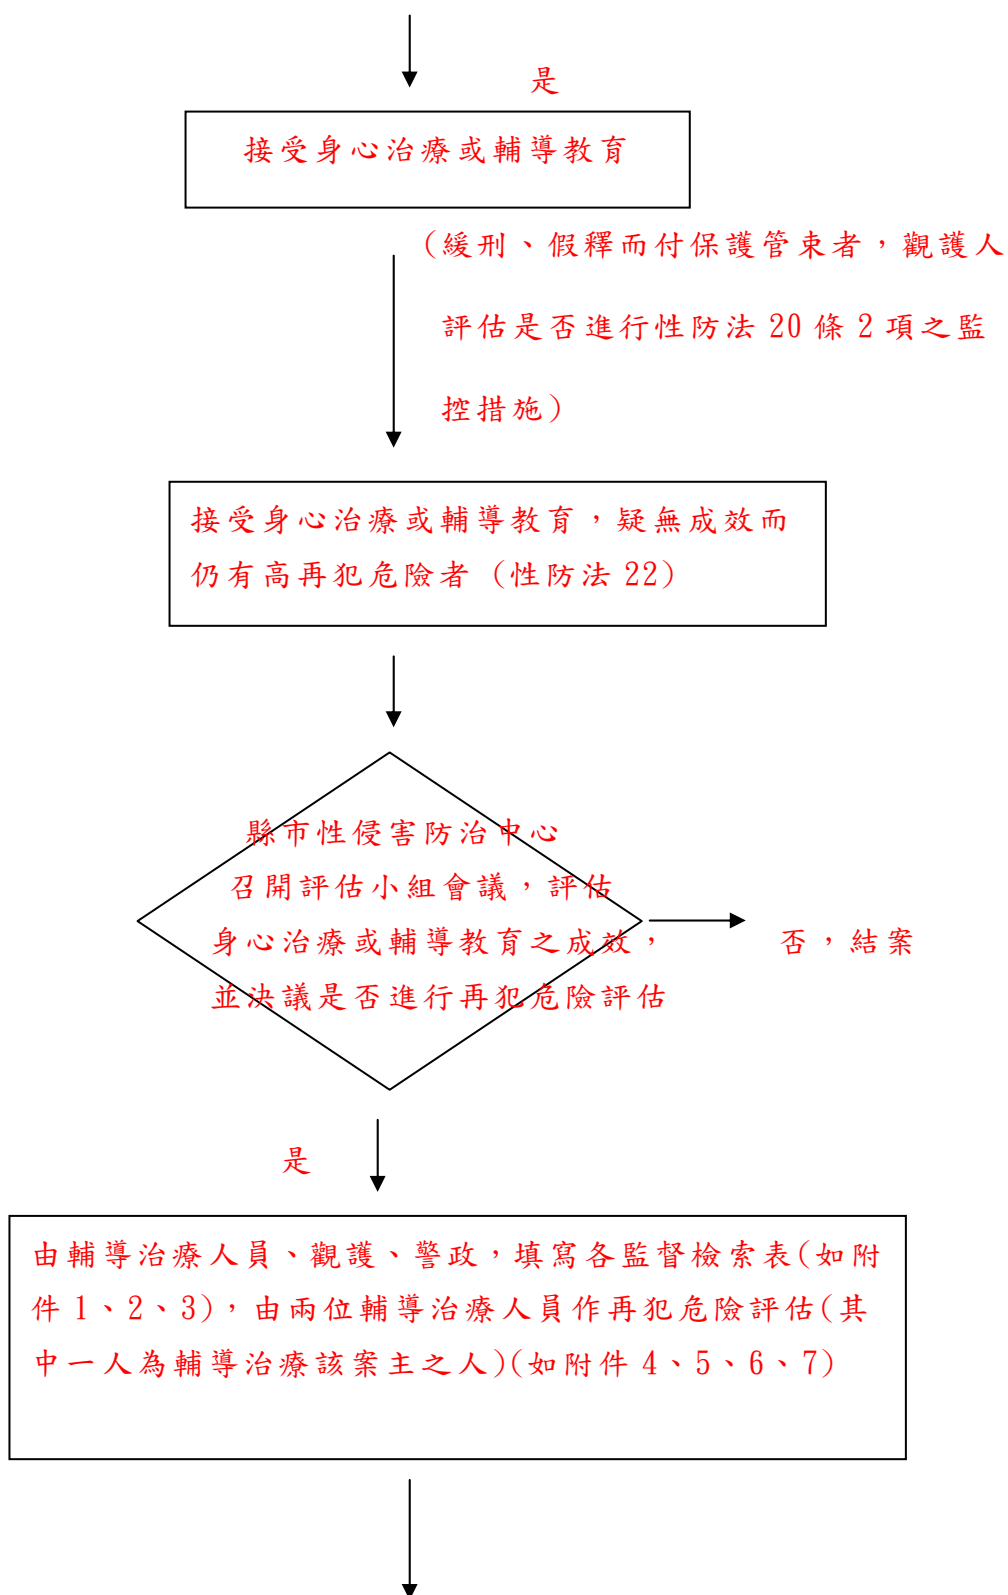 是
接受身心治療或輔導教育
(緩刑、假釋而付保護管束者，觀護人
評估是否進行性防法 20 條 2 項之監
控措施)
接受身心治療或輔導教育，疑無成效而
仍有高再犯危險者 (性防法 22)
縣市性侵害防治中心
召開評估小組會議，評估
身心治療或輔導教育之成效，
並決議是否進行再犯危險評估
否，結案
是
由輔導治療人員、觀護、警政，填寫各監督檢索表(如附
件 1、2、3)，由兩位輔導治療人員作再犯危險評估(其
中一人為輔導治療該案主之人)(如附件 4、5、6、7)